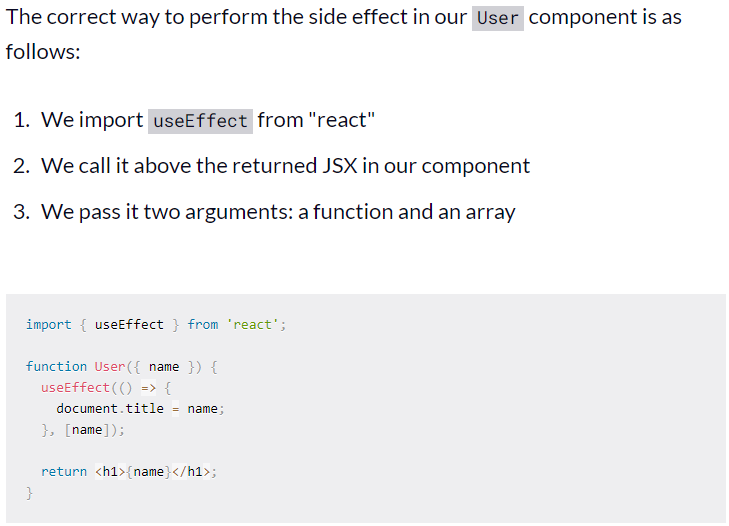 The correct way to perform the side effect in our User component is as
follows:
1. We import useEffect from "react"
2. We call it above the returned JSX in our component
3. We pass it two arguments: a function and an array
import { useEffect } from 'react';
function User({ name }) {
  useEffect(() => {
    document.title = name;
  }, [name]);
  return <h1>{name}</h1>;
}